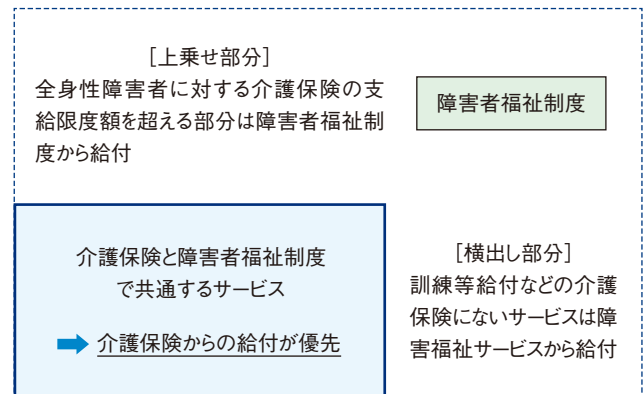 ［上乗せ部分］
全身性障害者に対する介護保険の支
給限度額を超える部分は障害者福祉制
度から給付
障害者福祉制度
介護保険と障害者福祉制度
で共通するサービス
介護保険からの給付が優先
［横出し部分］
訓練等給付などの介護
保険にないサービスは障
害福祉サービスから給付